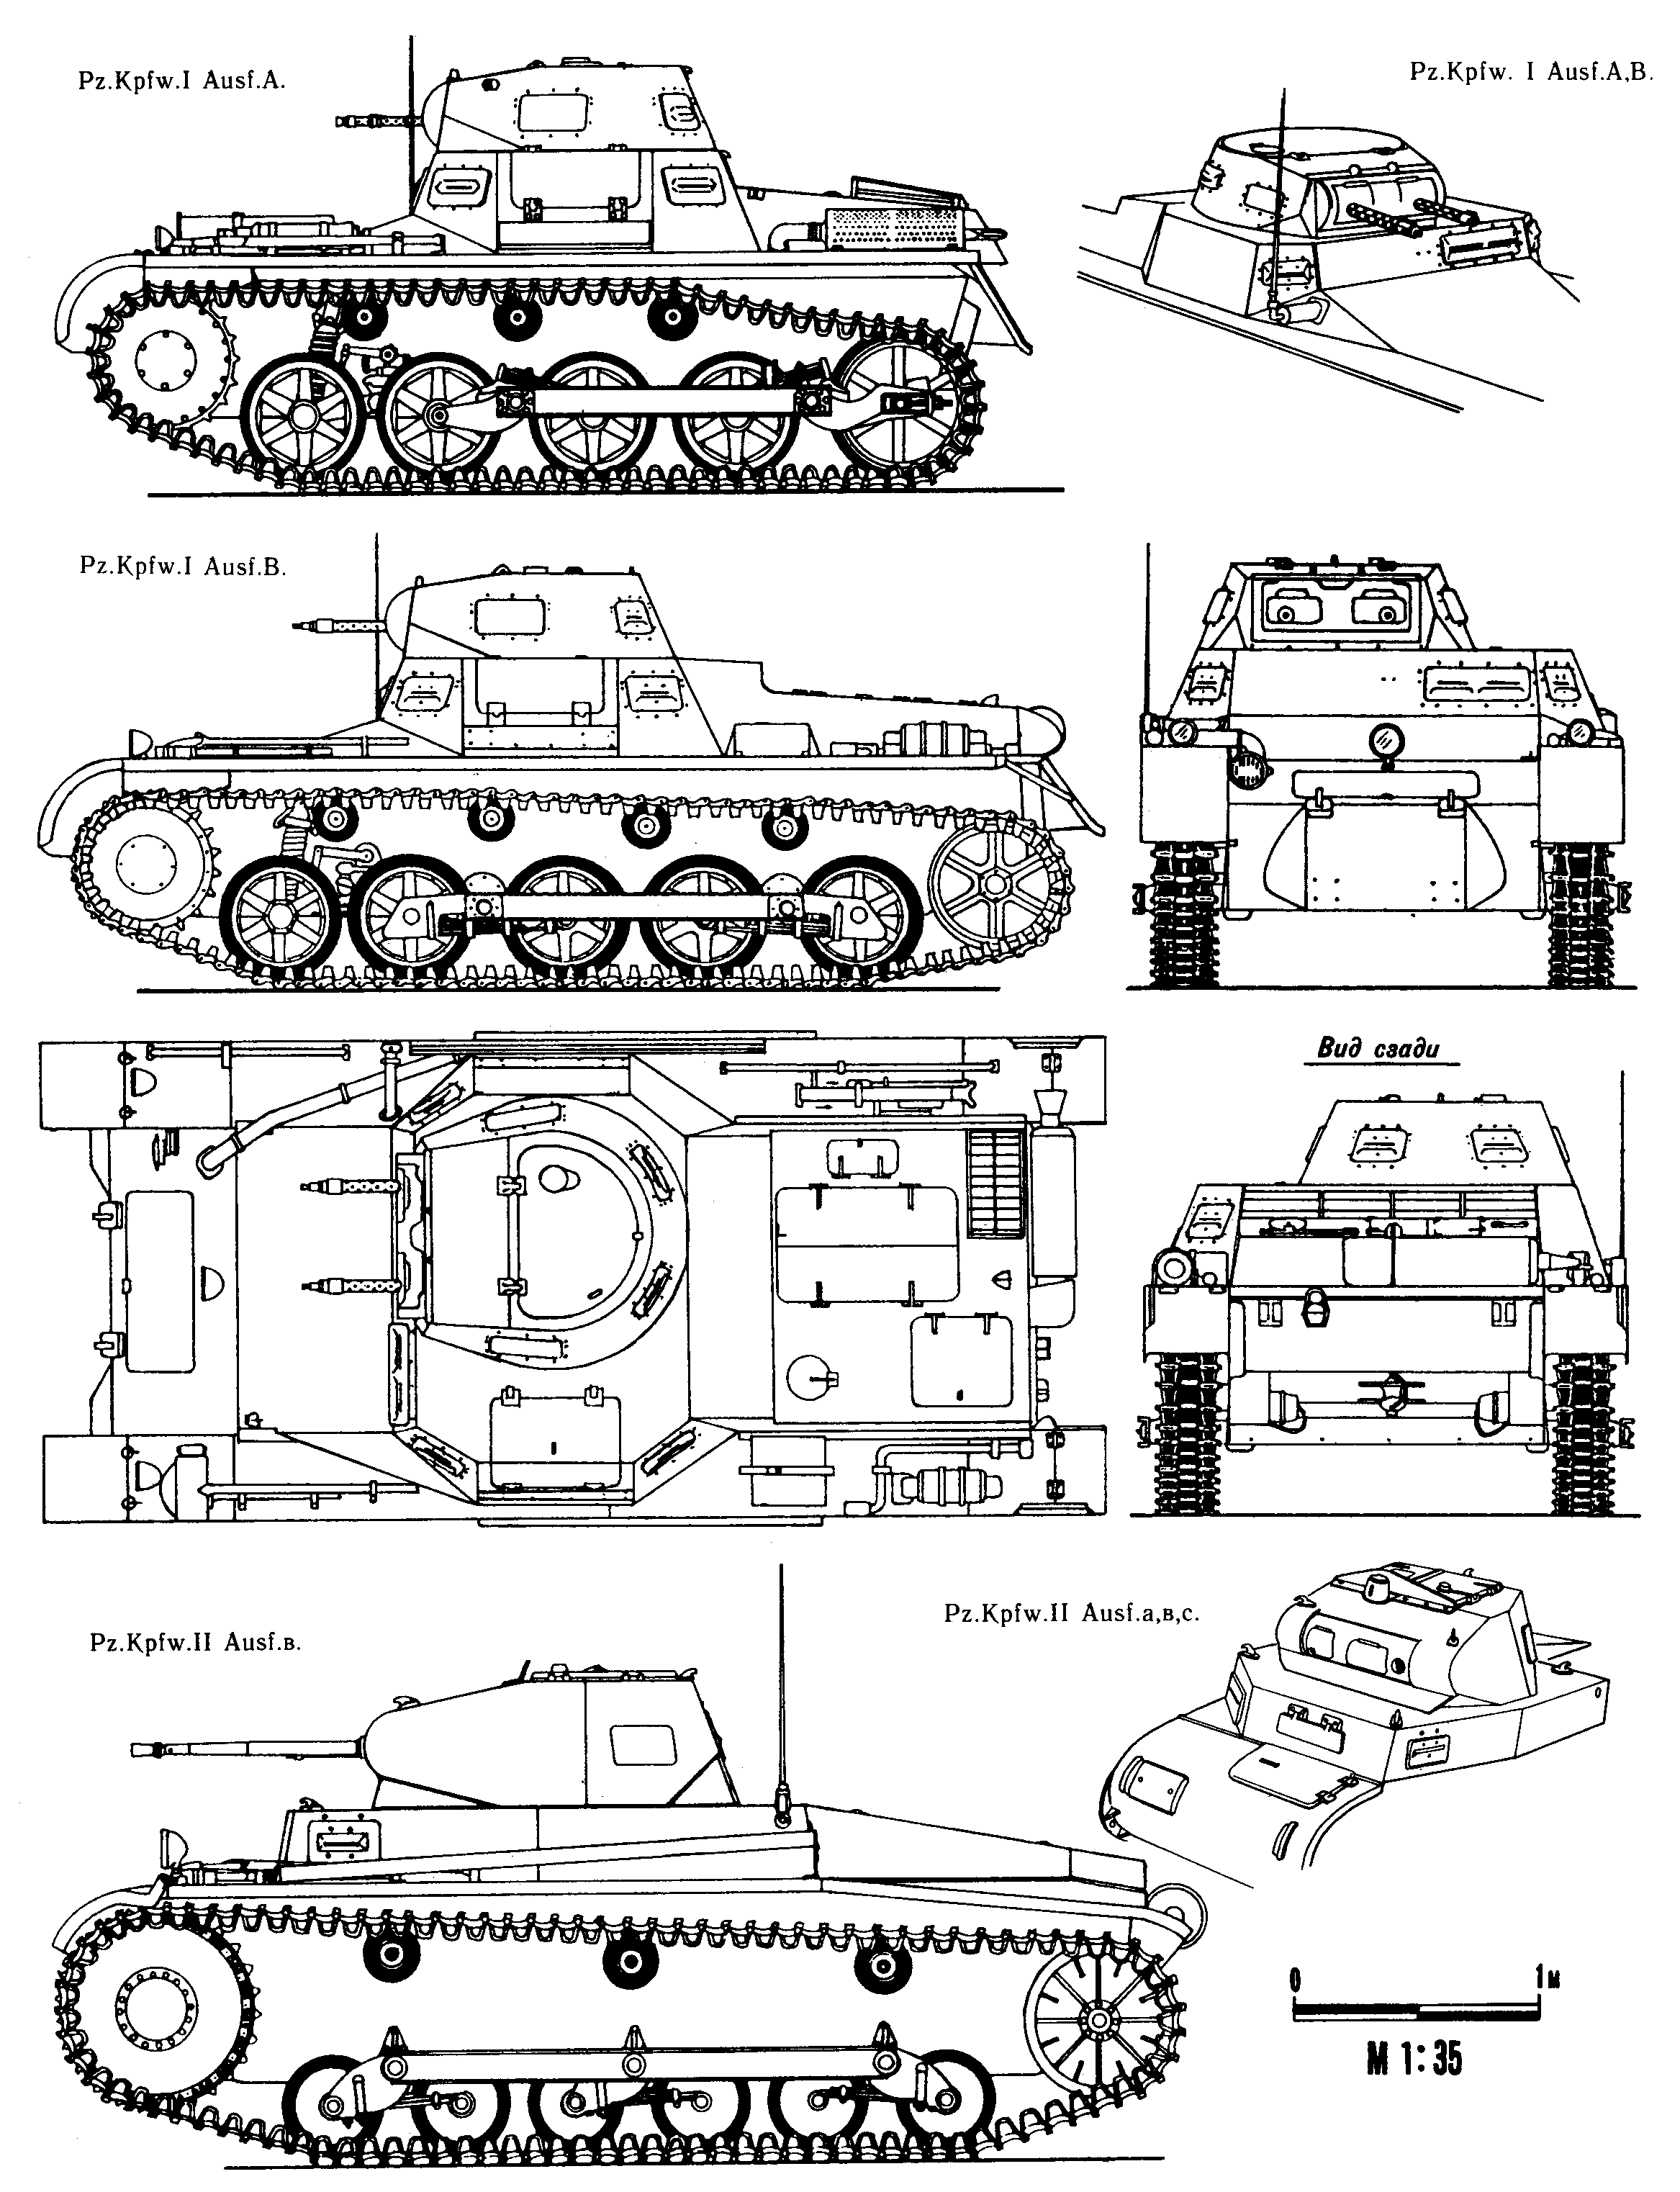 Pz.Kpfw.I Ausf.A.
Pz.Kpfw. I Ausf.A,B.
Pz.Kpfw.I Ausf.B.
Вид сзади
Pz.Kpfw.II Ausf.в.
Pz.Kpfw.II Ausf.a,в,с.
0 1м
М 1:35